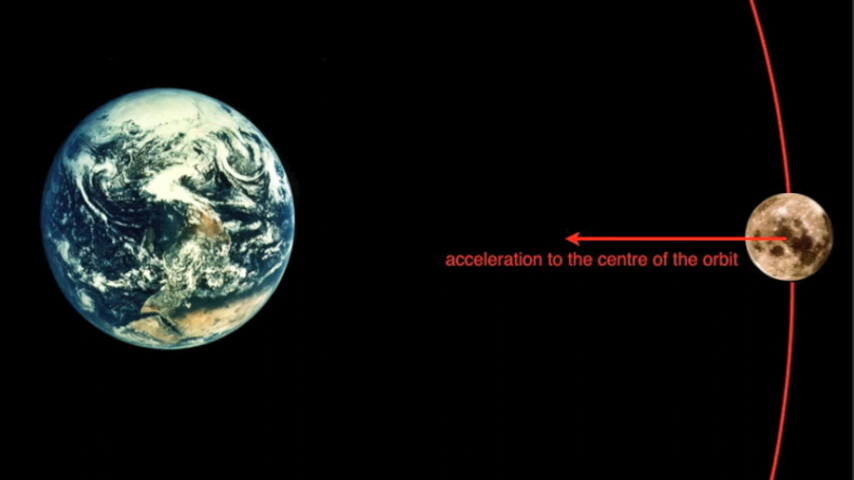 acceleration to the centre of the orbit